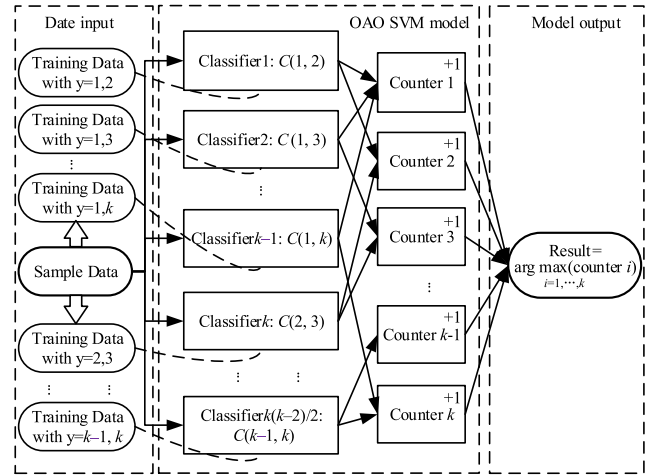 Date input
OAO SVM model
Model output
Training Data
with y=1,2
Training Data
with y=1,3
⋮
Training Data
with y=1,k
Sample Data
Training Data
with y=2,3
⋮ ⋮
Training Data
with y=k–1, k
Classifier1: C(1, 2)
Classifier2: C(1, 3)
⋮
Classifierk–1: C(1, k)
Classifierk: C(2, 3)
⋮ ⋮
Classifierk(k–2)/2:
C(k–1, k)
+1
Counter 1
+1
Counter 2
+1
Counter 3
⋮
+1
Counter k-1
+1
Counter k
Result=
arg max(counter i)
i=1,⋯,k